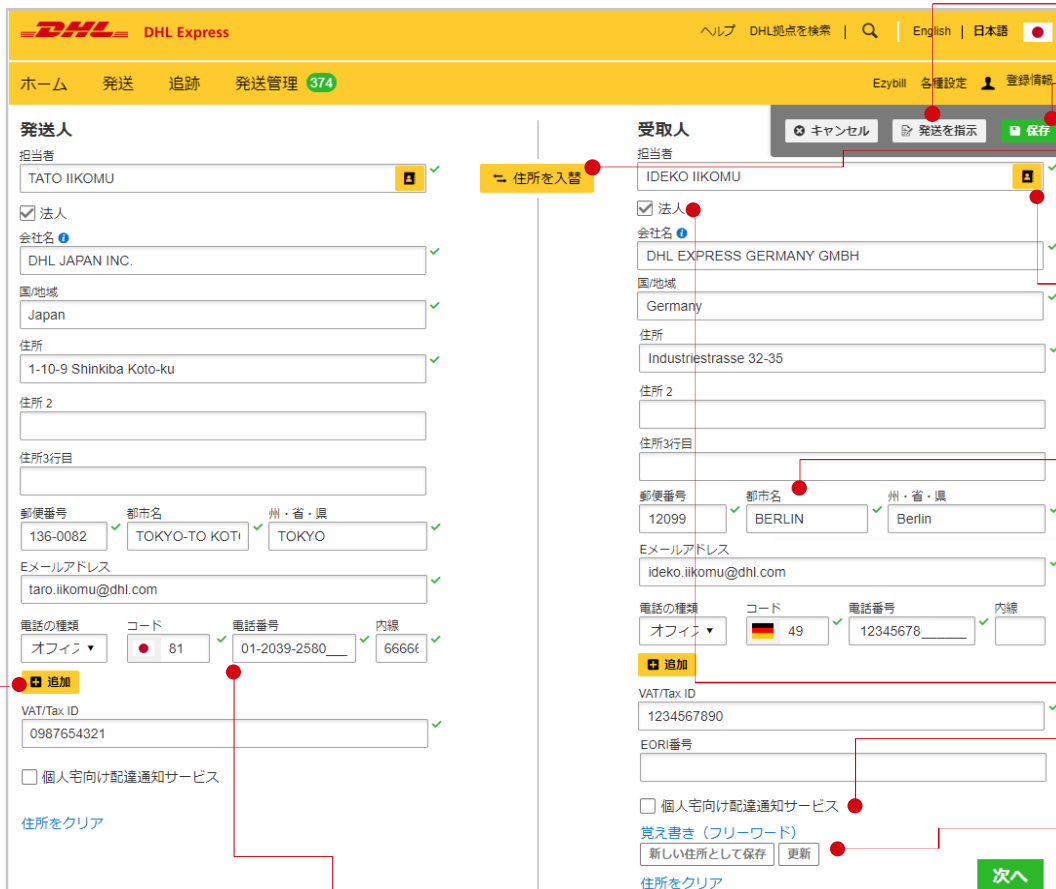 DHL DHL Express
ヘルプ DHL拠点を検索 | English | 日本語
ホーム 発送 追跡 発送管理 374
Ezybill 各種設定 登録情報
キャンセル 発送を指示 保存
発送人
担当者
TATO IIKOMU
法人
会社名
DHL JAPAN INC.
国/地域
Japan
住所
1-10-9 Shinkiba Koto-ku
住所 2
住所3行目
郵便番号 都市名 州・省・県
136-0082 TOKYO-TO KOT TOKYO
Eメールアドレス
taro.iikomu@dhl.com
電話の種類 コード 電話番号 内線
オフィス 81 01-2039-2580___ 66666
追加
VAT/Tax ID
0987654321
個人宅向け配達通知サービス
住所をクリア
住所を入替
受取人
担当者
IDEKO IIKOMU
法人
会社名
DHL EXPRESS GERMANY GMBH
国/地域
Germany
住所
Industriestrasse 32-35
住所 2
住所3行目
郵便番号 都市名 州・省・県
12099 BERLIN Berlin
Eメールアドレス
ideko.iikomu@dhl.com
電話の種類 コード 電話番号 内線
オフィス 49 12345678______
追加
VAT/Tax ID
1234567890
EORI番号
個人宅向け配達通知サービス
覚え書き（フリーワード）
新しい住所として保存 更新
住所をクリア
次へ